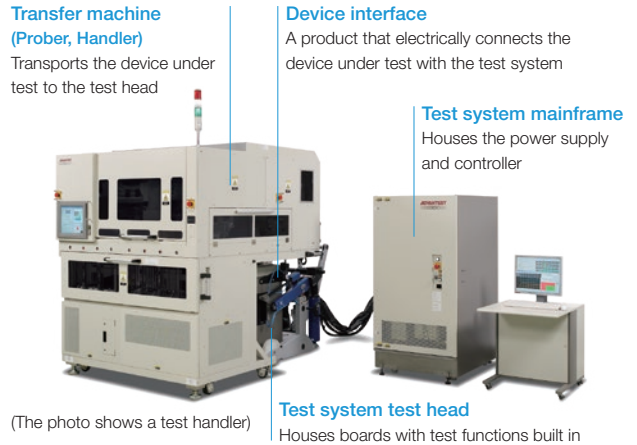 Transfer machine
(Prober, Handler)
Transports the device under
test to the test head
Device interface
A product that electrically connects the
device under test with the test system
Test system mainframe
Houses the power supply
and controller
ADVANTEST
(The photo shows a test handler)
Test system test head
Houses boards with test functions built in